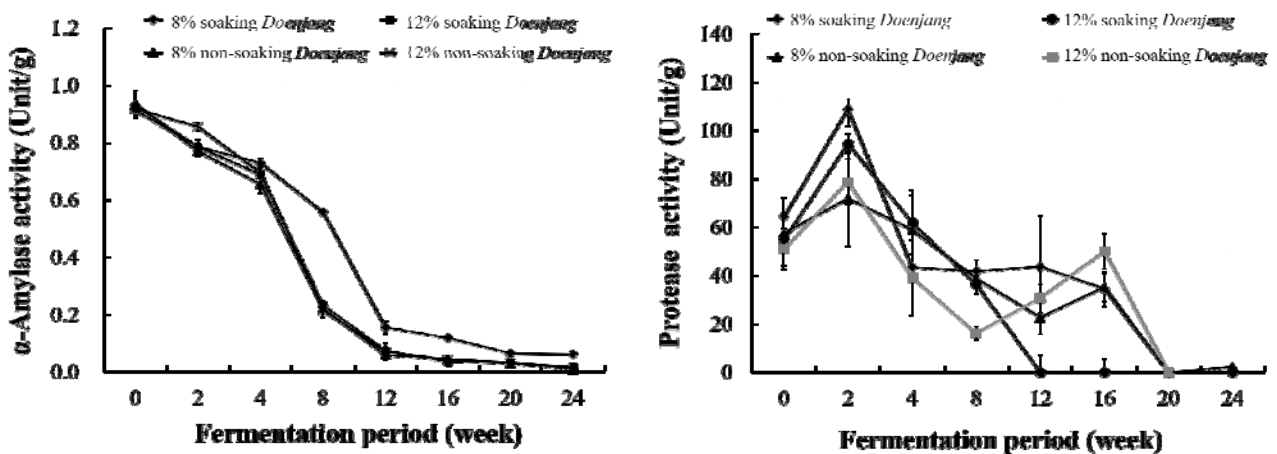 8% soaking Doenjang 12% soaking Doenjang
8% non-soaking Doenjang 12% non-soaking Doenjang
α-Amylase activity (Unit/g)
1.2
1.0
0.8
0.6
0.4
0.2
0.0
0 2 4 8 12 16 20 24
Fermentation period (week)
8% soaking Doenjang 12% soaking Doenjang
8% non-soaking Doenjang 12% non-soaking Doenjang
Protease activity (Unit/g)
140
120
100
80
60
40
20
0
0 2 4 8 12 16 20 24
Fermentation period (week)